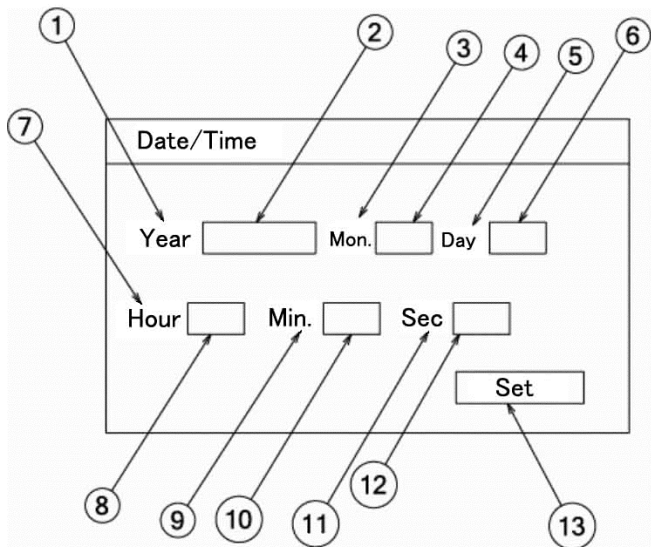 1 2 3 4 5 6
7
Date/Time
Year Mon. Day
Hour Min. Sec
Set
8 9 10 11 12 13